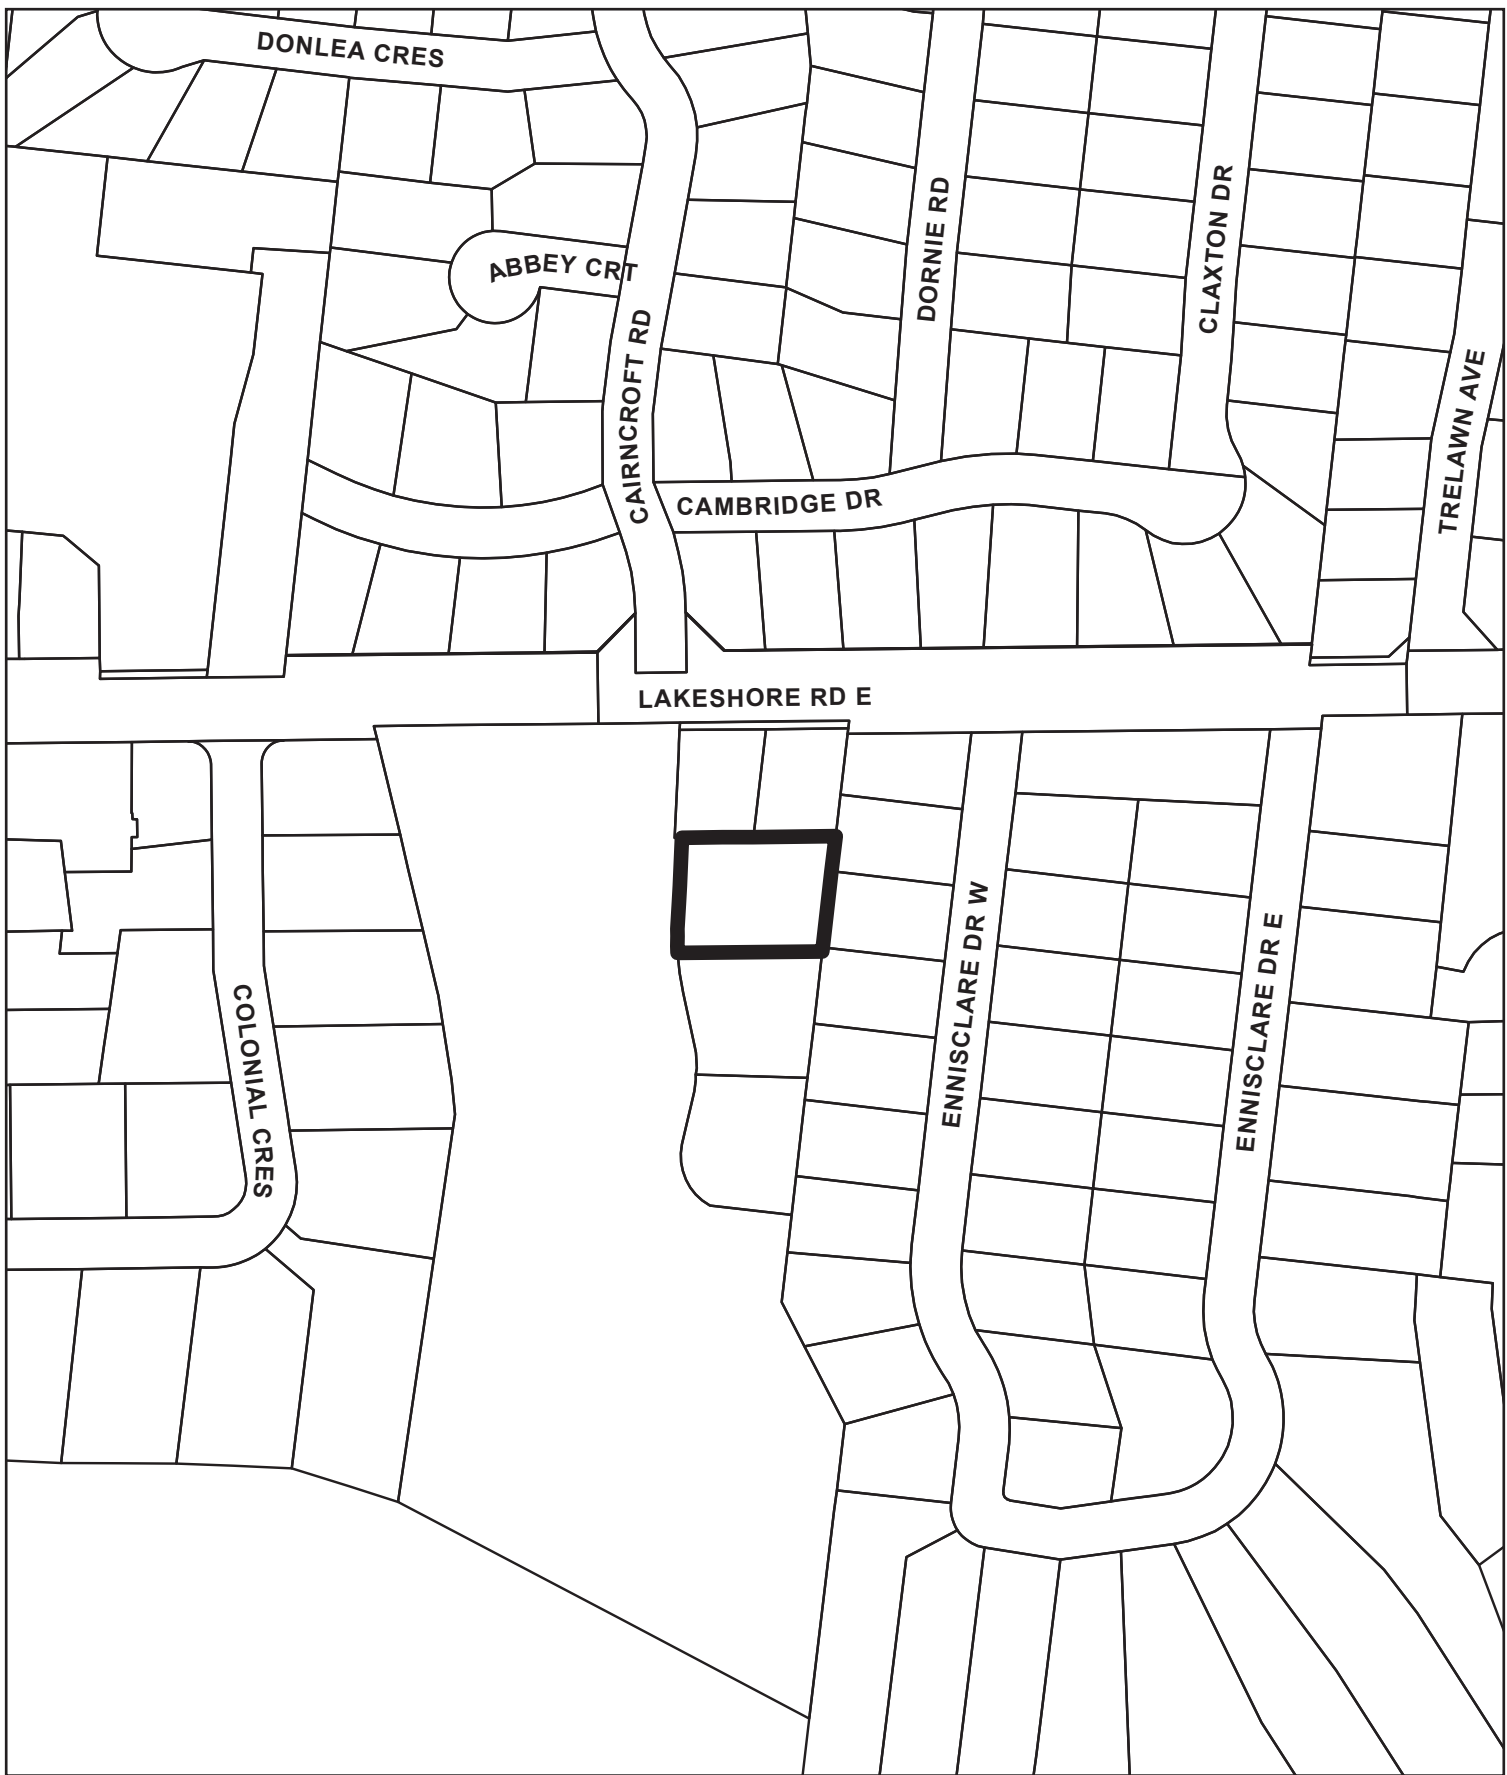 DONLEA CRES
ABBEY CRT
CAIRNCROFT RD
DORNIE RD
CLAXTON DR
TRELAWN AVE
CAMBRIDGE DR
LAKESHORE RD E
COLONIAL CRES
ENNISCLARE DR W
ENNISCLARE DR E